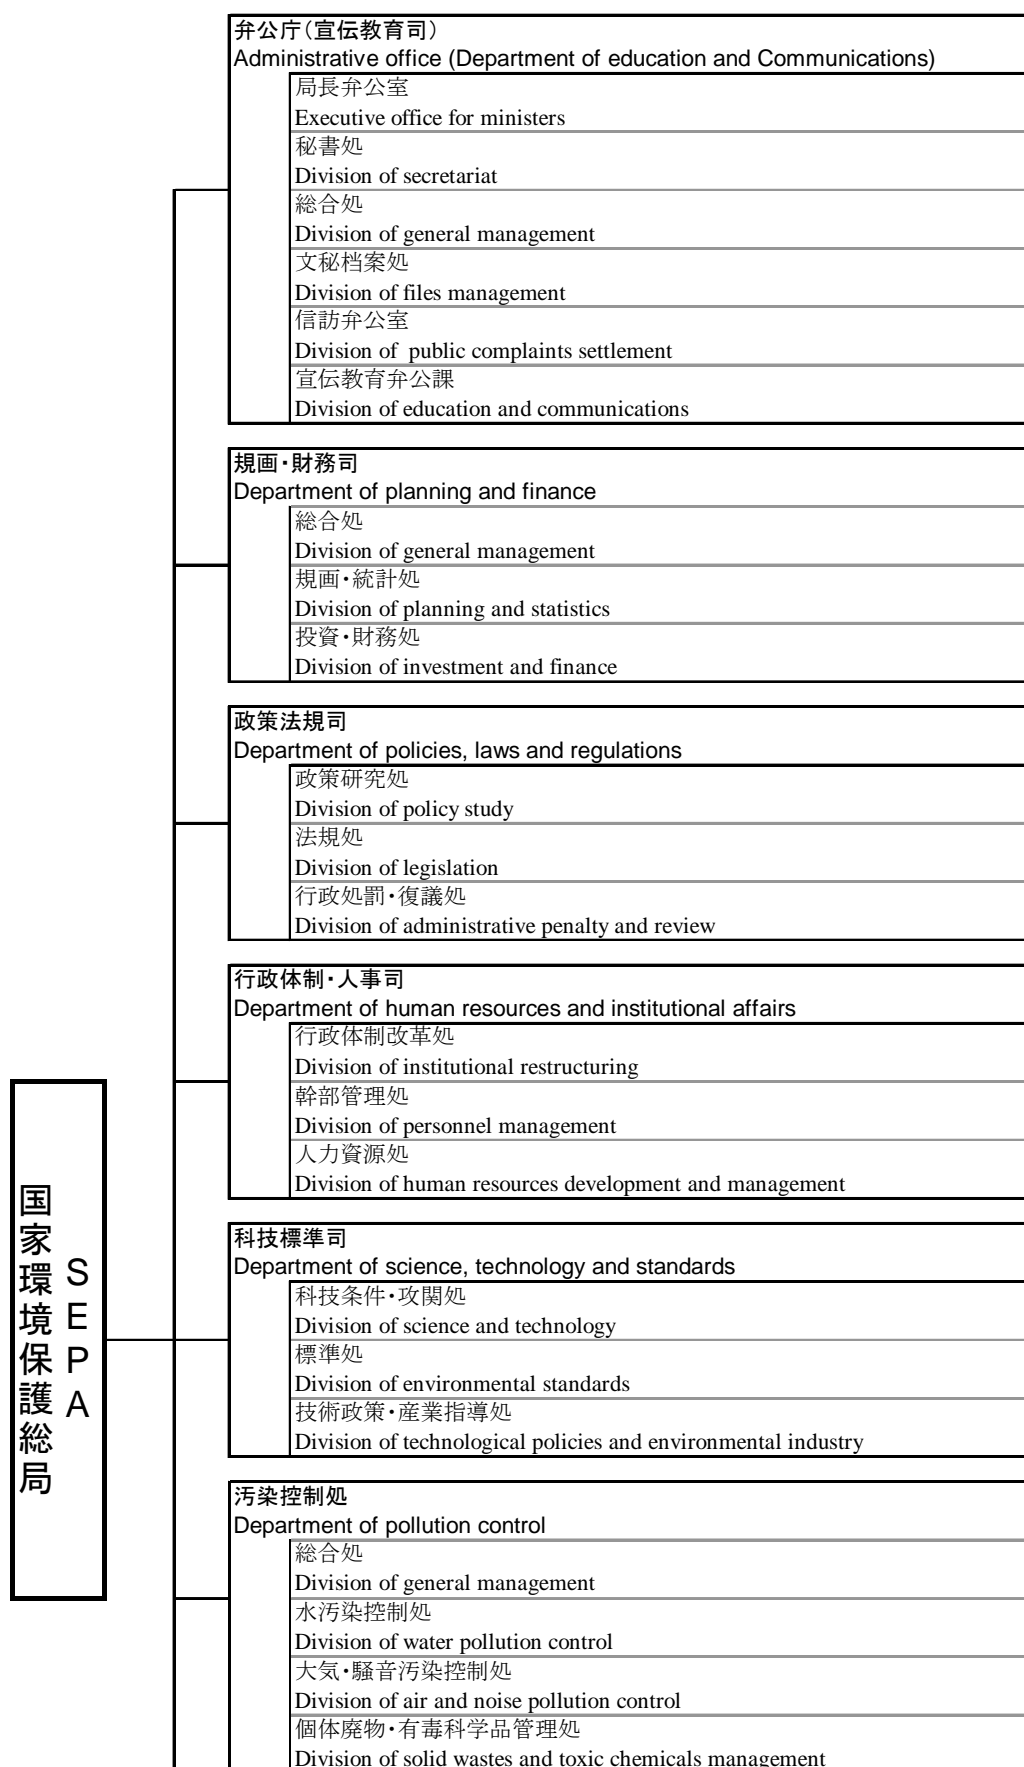 弁公庁(宣伝教育司)
Administrative office (Department of education and Communications)
局長弁公室
Executive office for ministers
秘書処
Division of secretariat
総合処
Division of general management
文秘档案処
Division of files management
信訪弁公室
Division of public complaints settlement
宣伝教育弁公課
Division of education and communications
規画・財務司
Department of planning and finance
総合処
Division of general management
規画・統計処
Division of planning and statistics
投資・財務処
Division of investment and finance
政策法規司
Department of policies, laws and regulations
政策研究処
Division of policy study
法規処
Division of legislation
行政処罰・復議処
Division of administrative penalty and review
行政体制・人事司
Department of human resources and institutional affairs
行政体制改革処
Division of institutional restructuring
幹部管理処
Division of personnel management
人力資源処
Division of human resources development and management
国家環境保護総局
SEPA
科技標準司
Department of science, technology and standards
科技条件・攻関処
Division of science and technology
標準処
Division of environmental standards
技術政策・産業指導処
Division of technological policies and environmental industry
汚染控制処
Department of pollution control
総合処
Division of general management
水汚染控制処
Division of water pollution control
大気・騒音汚染控制処
Division of air and noise pollution control
個体廃物・有毒科学品管理処
Division of solid wastes and toxic chemicals management